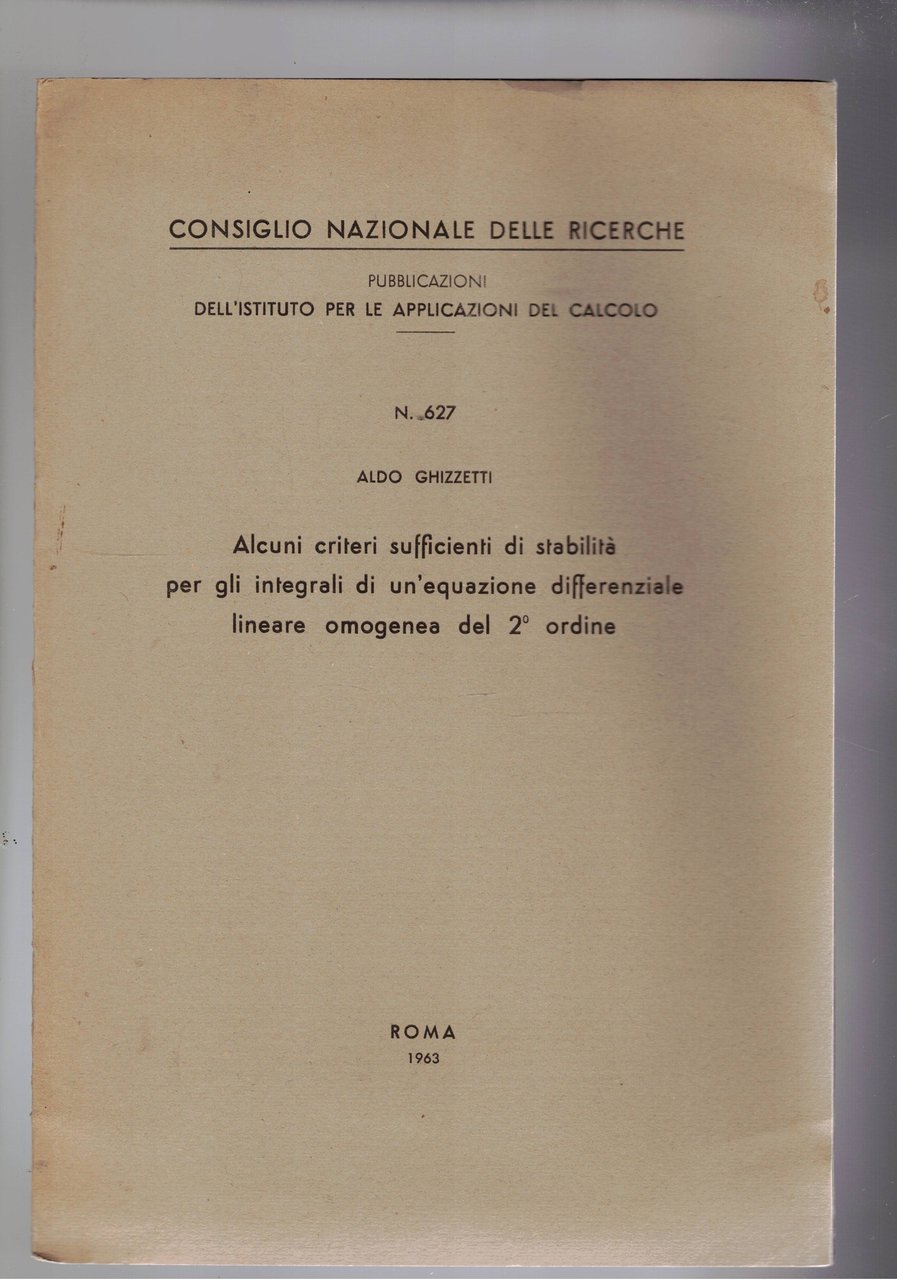 CONSIGLIO NAZIONALE DELLE RICERCHE
PUBBLICAZIONI
DELL'ISTITUTO PER LE APPLICAZIONI DEL CALCOLO
N. 627
ALDO GHIZZETTI
Alcuni criteri sufficienti di stabilità
per gli integrali di un'equazione differenziale
lineare omogenea del 2° ordine
ROMA
1963